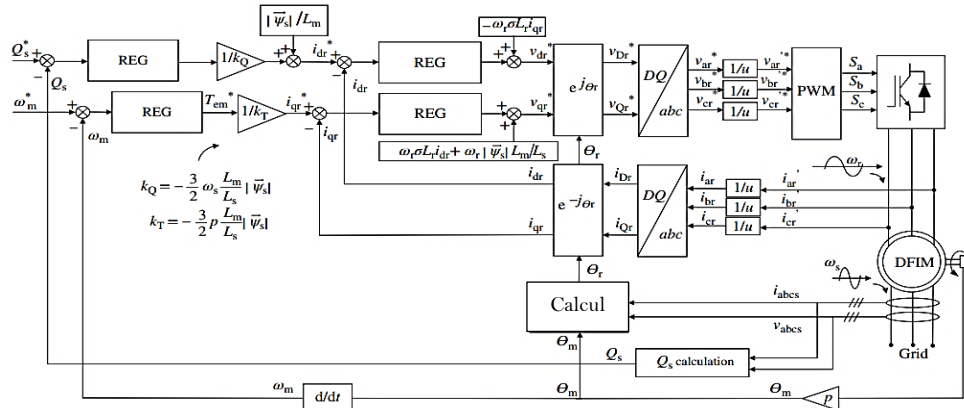 |ψ⃗s|/Lm
−ωrσLriqr
Qs* + − REG 1/kQ + + idr* + − REG + + vdr* vDr* var* 1/u var'* Sa
Qs idr
ωm* + − REG Tem* 1/kT iqr* + − REG + + vqr* e jΘr vQr* DQ abc vbr* 1/u vbr'* PWM Sb
ωm iqr vcr* 1/u vcr'* Sc
ωrσLridr + ωr |ψ⃗s| Lm/Ls
Θr
ωr
kQ = − 3/2 ωs Lm/Ls |ψ⃗s|
kT = − 3/2 p Lm/Ls |ψ⃗s|
idr iDr iar 1/u iar'
e −jΘr DQ abc ibr 1/u ibr'
iqr iQr icr 1/u icr'
Θr
ωs
DFIM
Calcul
iabcs
vabcs
Θm
Qs
Qs calculation
Grid
ωm d/dt Θm Θm p